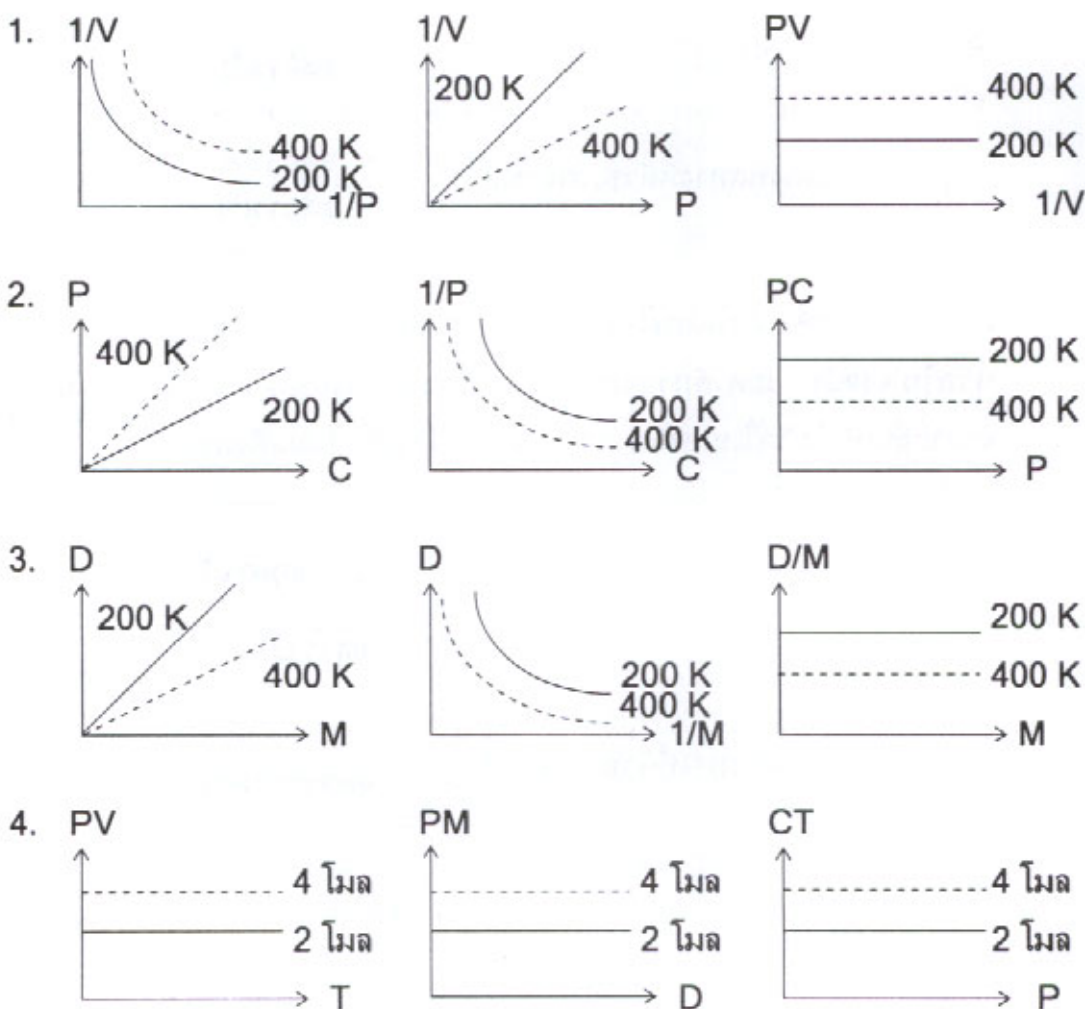 1. 1/V 1/V PV
200 K 400 K
400 K 400 K 200 K
200 K
1/P P 1/V
2. P 1/P PC
400 K 200 K
200 K 200 K 400 K
400 K
C C P
3. D D D/M
200 K 200 K
400 K 200 K 400 K
400 K
M 1/M M
4. PV PM CT
4 โมล 4 โมล 4 โมล
2 โมล 2 โมล 2 โมล
T D P